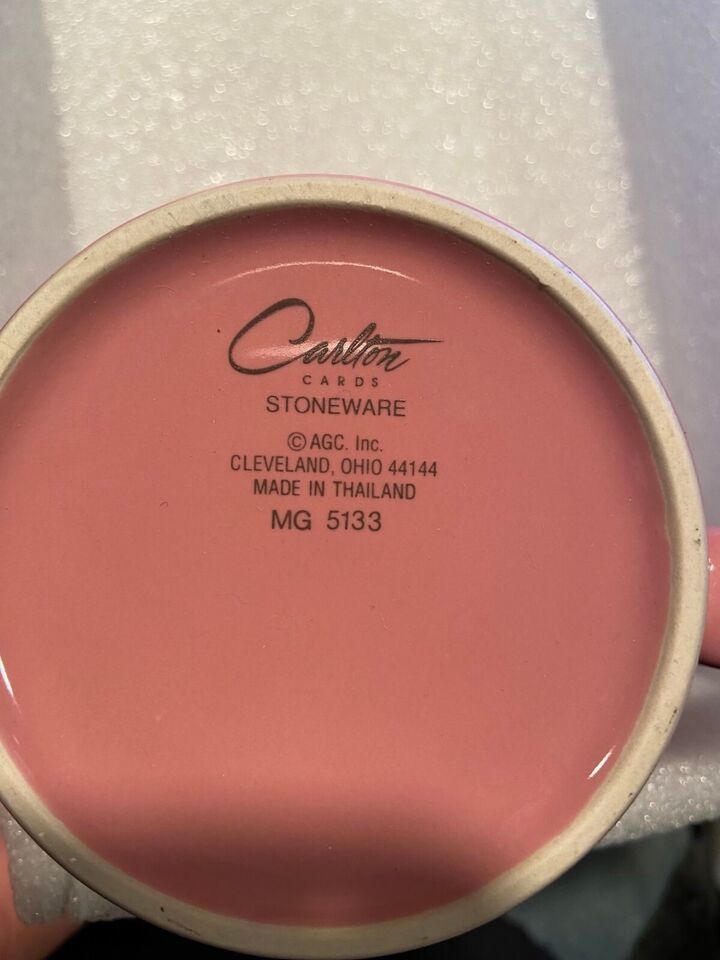 Carlton
CARDS
STONEWARE
© AGC. Inc.
CLEVELAND, OHIO 44144
MADE IN THAILAND
MG 5133